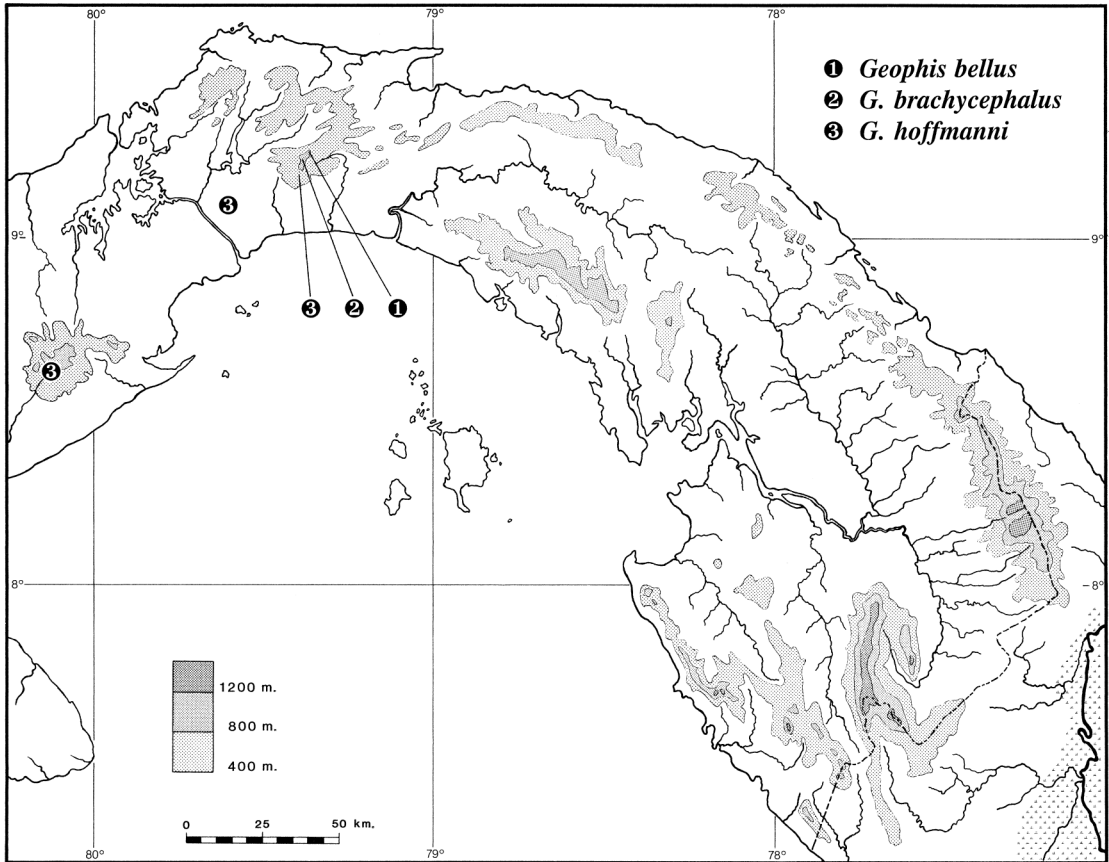 80°
79°
78°
❶ Geophis bellus
❷ G. brachycephalus
❸ G. hoffmanni
❸
9°
9°
❸
❷
❶
❸
8°
8°
1200 m.
800 m.
400 m.
0 25 50 km.
80°
79°
78°